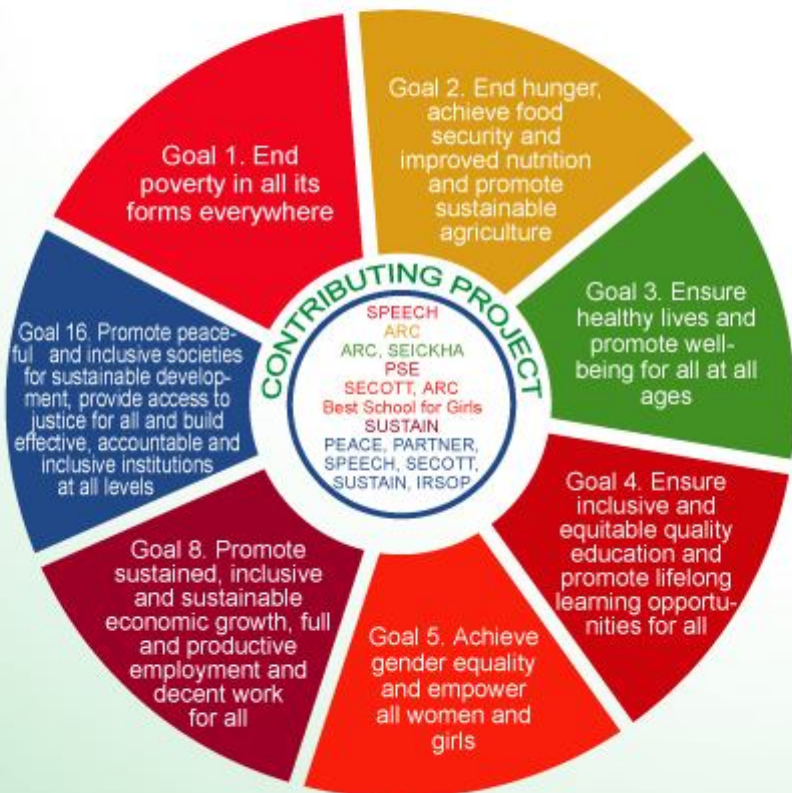 Goal 1. End
poverty in all its
forms everywhere
Goal 2. End hunger,
achieve food
security and
improved nutrition
and promote
sustainable
agriculture
Goal 3. Ensure
healthy lives and
promote well-
being for all at all
ages
Goal 4. Ensure
inclusive and
equitable quality
education and
promote lifelong
learning opportu-
nities for all
Goal 5. Achieve
gender equality
and empower
all women and
girls
Goal 8. Promote
sustained, inclusive
and sustainable
economic growth, full
and productive
employment and
decent work
for all
Goal 16. Promote peace-
ful and inclusive societies
for sustainable develop-
ment, provide access to
justice for all and build
effective, accountable and
inclusive institutions
at all levels
CONTRIBUTING PROJECT
SPEECH
ARC
ARC, SEICKHA
PSE
SECOTT, ARC
Best School for Girls
SUSTAIN
PEACE, PARTNER,
SPEECH, SECOTT,
SUSTAIN, IRSOP